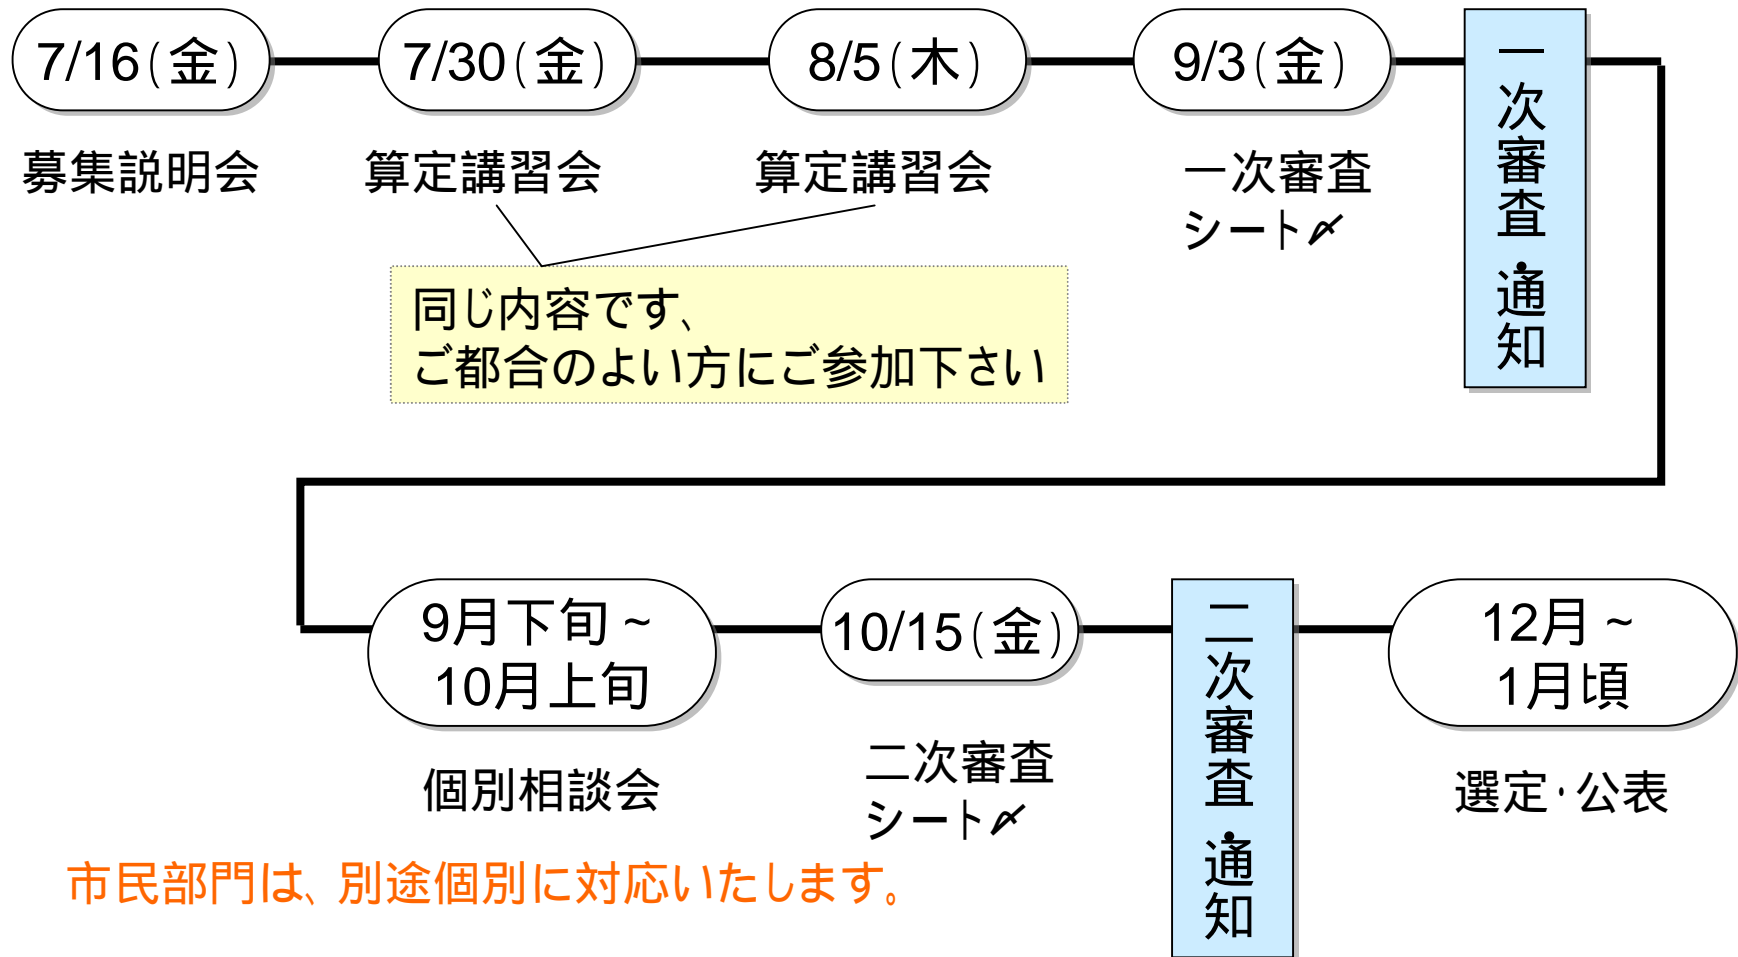 7/16(金)
7/30(金)
8/5(木)
9/3(金)
一次審査・通知
募集説明会
算定講習会
算定講習会
一次審査
シート〆
同じ内容です、
ご都合のよい方にご参加下さい
9月下旬~
10月上旬
10/15(金)
二次審査・通知
12月~
1月頃
個別相談会
二次審査
シート〆
選定・公表
市民部門は、別途個別に対応いたします。